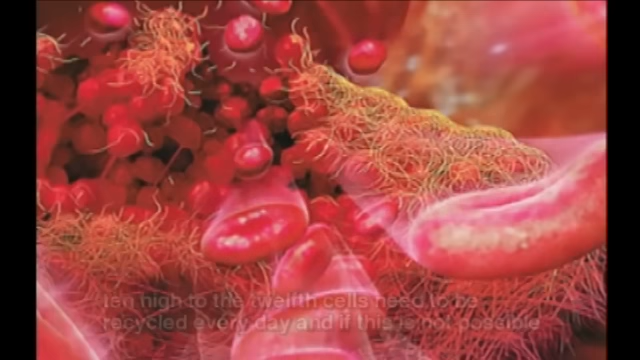 ten high to the twelfth cells need to be
recycled every day and if this is not possible